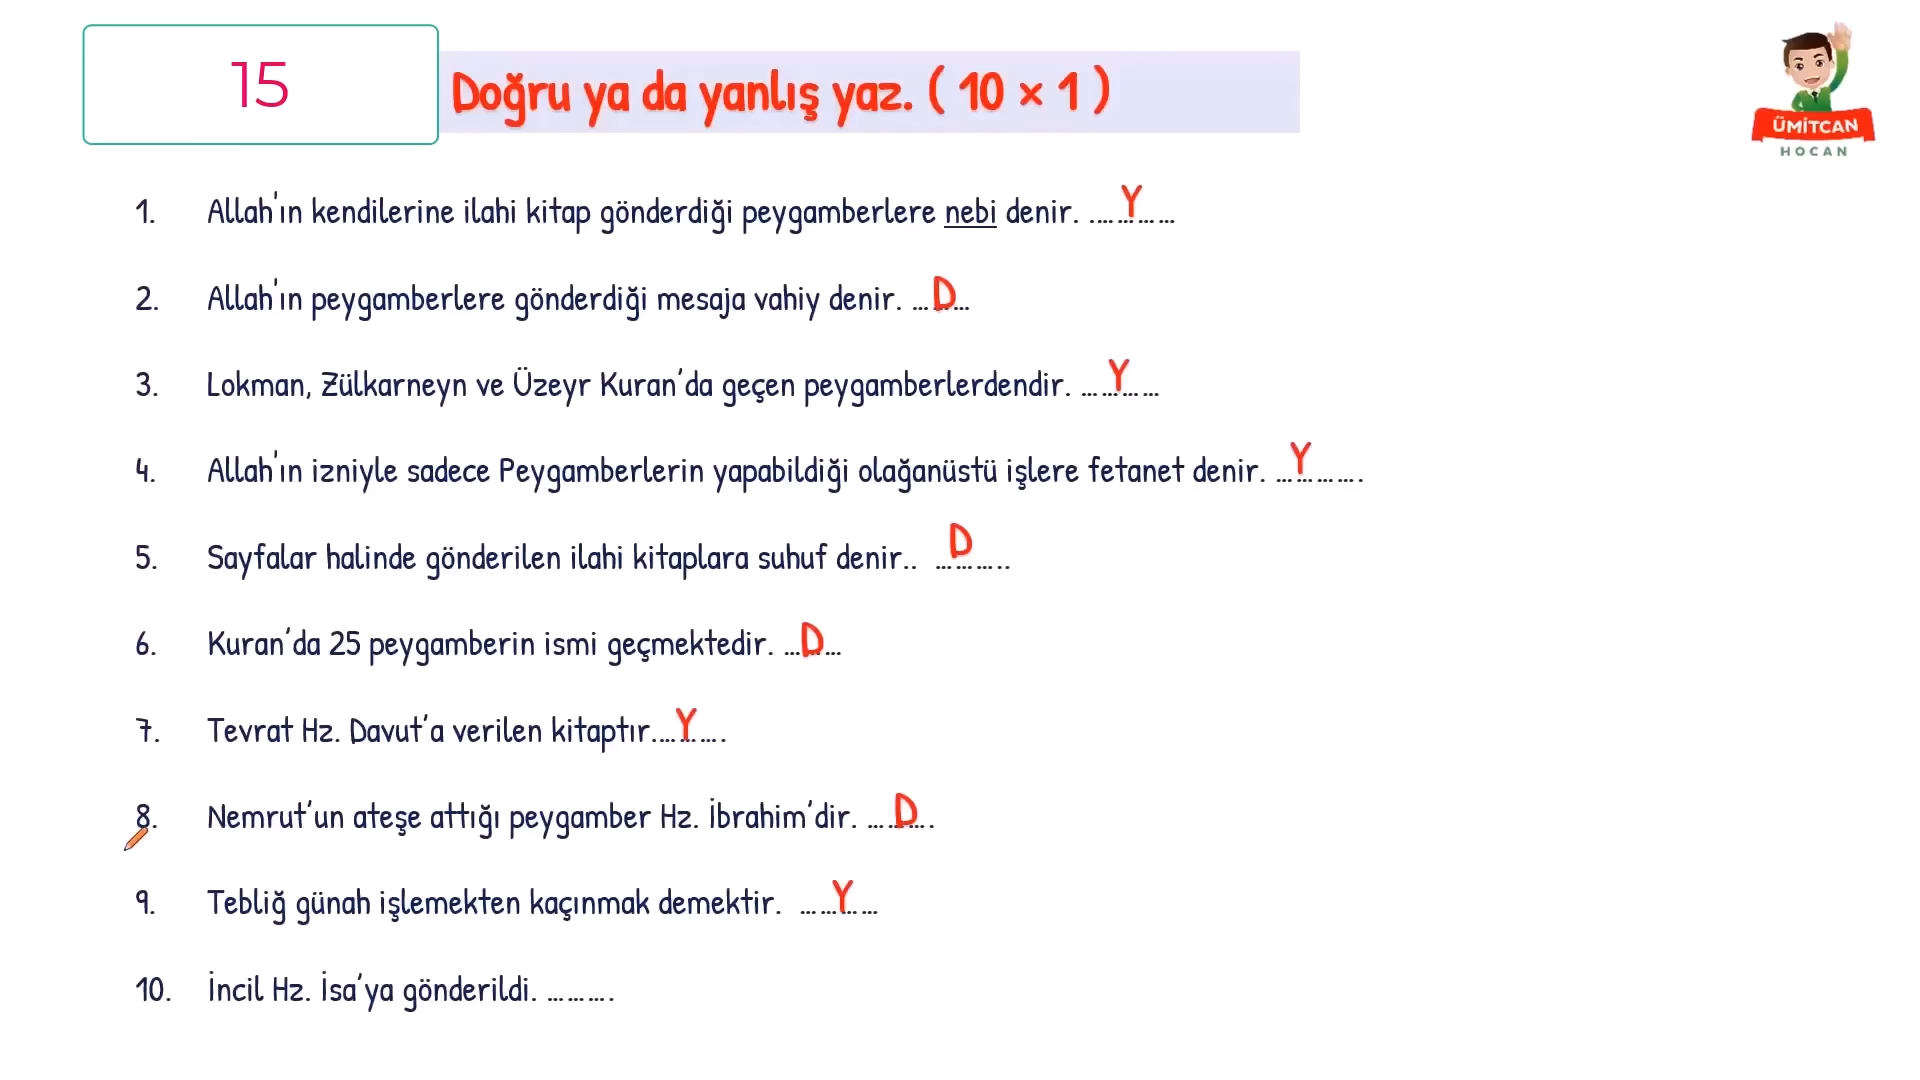 15
Doğru ya da yanlış yaz. ( 10 × 1 )
ÜMİTCAN
HOCAN
1. Allah'ın kendilerine ilahi kitap gönderdiği peygamberlere nebi denir. .………… Y
2. Allah'ın peygamberlere gönderdiği mesaja vahiy denir. ……… D
3. Lokman, Zülkarneyn ve Üzeyr Kuran'da geçen peygamberlerdendir. ………… Y
4. Allah'ın izniyle sadece Peygamberlerin yapabildiği olağanüstü işlere fetanet denir. …………. Y
5. Sayfalar halinde gönderilen ilahi kitaplara suhuf denir.. ……….. D
6. Kuran'da 25 peygamberin ismi geçmektedir. ……… D
7. Tevrat Hz. Davut'a verilen kitaptır.………. Y
8. Nemrut'un ateşe attığı peygamber Hz. İbrahim'dir. ………. D
9. Tebliğ günah işlemekten kaçınmak demektir. ………… Y
10. İncil Hz. İsa'ya gönderildi. ……….